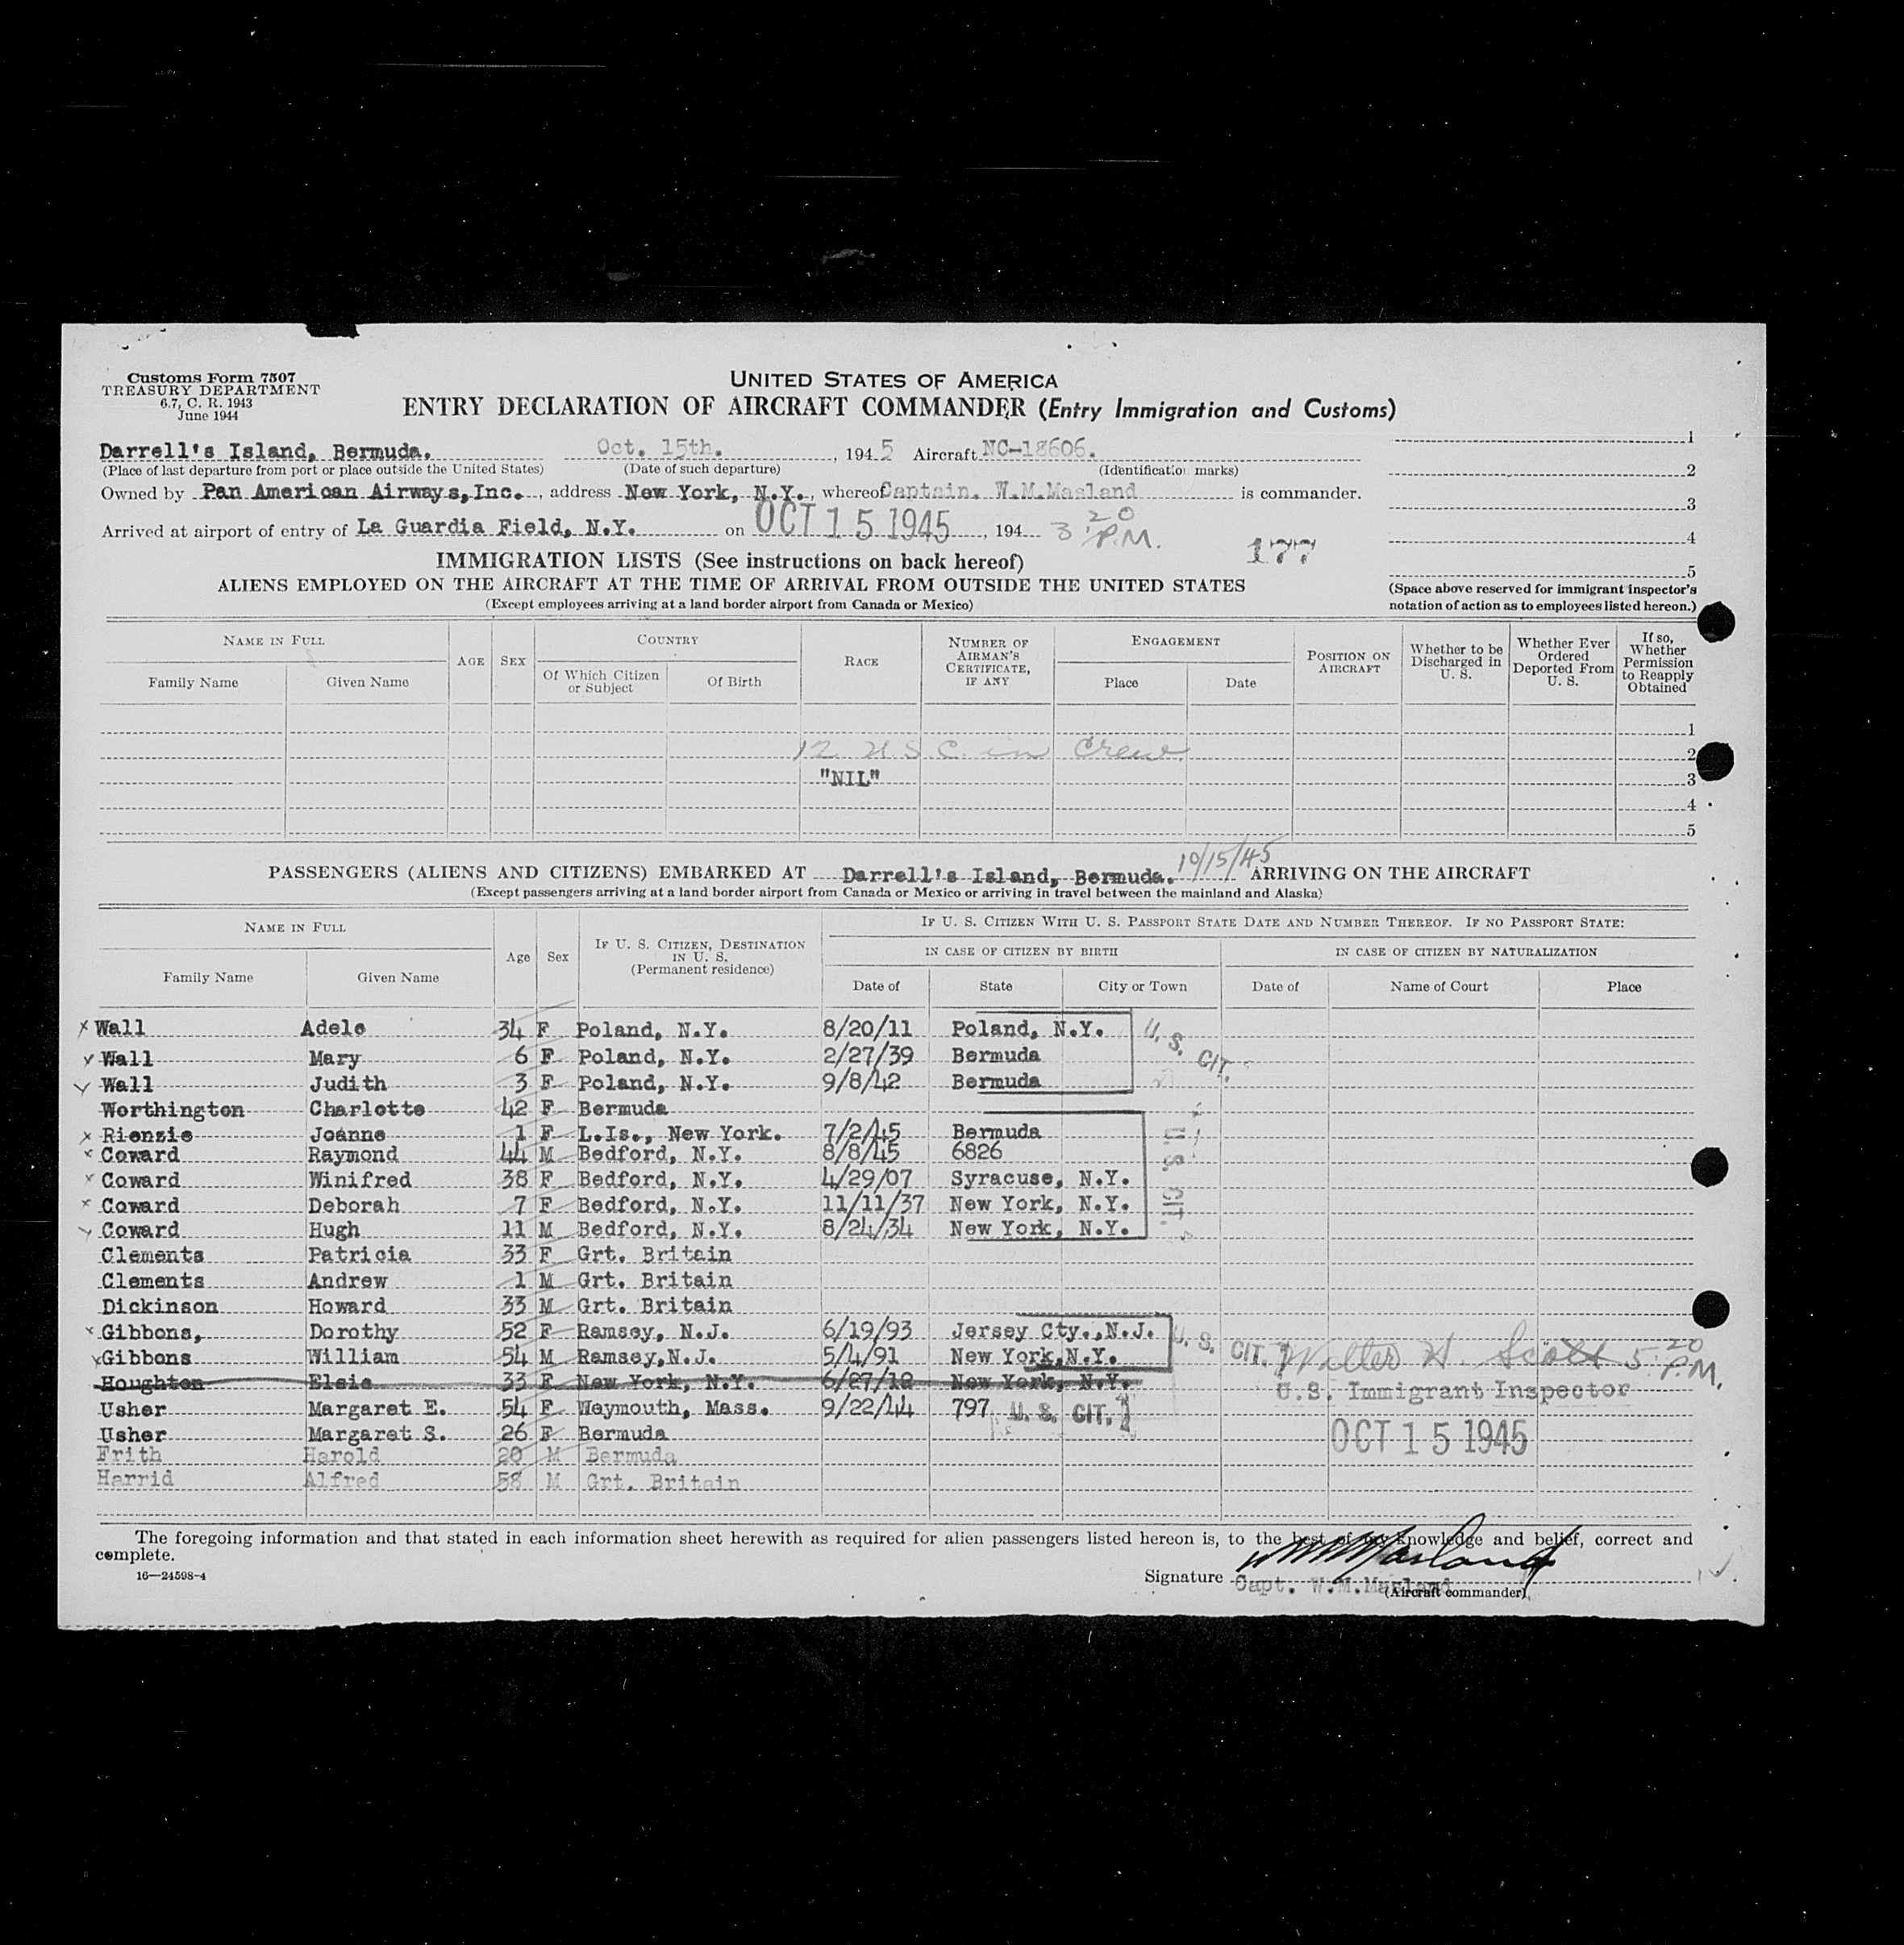 Customs Form 7507
TREASURY DEPARTMENT
6.7, C. R. 1943
June 1944
UNITED STATES OF AMERICA
ENTRY DECLARATION OF AIRCRAFT COMMANDER (Entry Immigration and Customs)
Darrell's Island, Bermuda. Oct. 15th. , 194 5 Aircraft NC-18606. 1
(Place of last departure from port or place outside the United States) (Date of such departure) (Identification marks) 2
Owned by Pan American Airways,Inc. , address New York, N.Y. , whereof Captain. W.M.Masland is commander. 3
Arrived at airport of entry of La Guardia Field, N.Y. on OCT 15 1945 , 194 3 20 P.M. 4
IMMIGRATION LISTS (See instructions on back hereof) 177 5
ALIENS EMPLOYED ON THE AIRCRAFT AT THE TIME OF ARRIVAL FROM OUTSIDE THE UNITED STATES (Space above reserved for immigrant inspector's
(Except employees arriving at a land border airport from Canada or Mexico) notation of action as to employees listed hereon.)
NAME IN FULL
Family Name Given Name
AGE
SEX
COUNTRY
Of Which Citizen or Subject
Of Birth
RACE
NUMBER OF AIRMAN'S CERTIFICATE, IF ANY
ENGAGEMENT
Place Date
POSITION ON AIRCRAFT
Whether to be Discharged in U. S.
Whether Ever Ordered Deported From U. S.
If so, Whether Permission to Reapply Obtained
1
12 U.S.C. in Crew 2
"NIL" 3
4
5
PASSENGERS (ALIENS AND CITIZENS) EMBARKED AT Darrell's Island, Bermuda. 10/15/45 ARRIVING ON THE AIRCRAFT
(Except passengers arriving at a land border airport from Canada or Mexico or arriving in travel between the mainland and Alaska)
NAME IN FULL
Family Name Given Name
Age
Sex
IF U. S. CITIZEN, DESTINATION IN U. S.
(Permanent residence)
IF U. S. CITIZEN WITH U. S. PASSPORT STATE DATE AND NUMBER THEREOF. IF NO PASSPORT STATE:
IN CASE OF CITIZEN BY BIRTH IN CASE OF CITIZEN BY NATURALIZATION
Date of State City or Town Date of Name of Court Place
x Wall Adele 34 F Poland, N.Y. 8/20/11 Poland, N.Y. U. S. CIT.
x Wall Mary 6 F Poland, N.Y. 2/27/39 Bermuda
x Wall Judith 3 F Poland, N.Y. 9/8/42 Bermuda
Worthington Charlotte 42 F Bermuda
x Rienzie Joanne 1 F L.Is., New York. 7/2/45 Bermuda U. S. CIT.
x Coward Raymond 44 M Bedford, N.Y. 8/8/45 6826
x Coward Winifred 38 F Bedford, N.Y. 4/29/07 Syracuse, N.Y.
x Coward Deborah 7 F Bedford, N.Y. 11/11/37 New York, N.Y.
x Coward Hugh 11 M Bedford, N.Y. 8/24/34 New York, N.Y.
Clements Patricia 33 F Grt. Britain
Clements Andrew 1 M Grt. Britain
Dickinson Howard 33 M Grt. Britain
x Gibbons, Dorothy 52 F Ramsey, N.J. 6/19/93 Jersey Cty.,N.J. U. S. CIT.
x Gibbons William 54 M Ramsey,N.J. 5/4/91 New York,N.Y. Walter H. Scott 5 20 P.M.
Houghton Elsie 33 F New York, N.Y. 6/27/12 New York, N.Y. U.S. Immigrant Inspector
Usher Margaret E. 54 F Weymouth, Mass. 9/22/44 797 U. S. CIT.
Usher Margaret S. 26 F Bermuda OCT 15 1945
Frith Harold 20 M Bermuda
Harrid Alfred 58 M Grt. Britain
The foregoing information and that stated in each information sheet herewith as required for alien passengers listed hereon is, to the best of my knowledge and belief, correct and
complete.
16—24598-4
Signature W M Masland
Capt. W.M.Masland
(Aircraft commander)